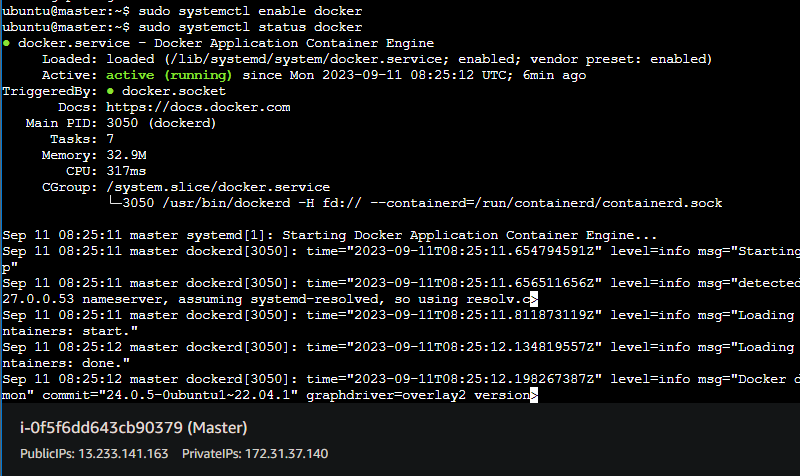 ubuntu@master:~$ sudo systemctl enable docker
ubuntu@master:~$ sudo systemctl status docker
● docker.service - Docker Application Container Engine
Loaded: loaded (/lib/systemd/system/docker.service; enabled; vendor preset: enabled)
Active: active (running) since Mon 2023-09-11 08:25:12 UTC; 6min ago
TriggeredBy: ● docker.socket
Docs: https://docs.docker.com
Main PID: 3050 (dockerd)
Tasks: 7
Memory: 32.9M
CPU: 317ms
CGroup: /system.slice/docker.service
└─3050 /usr/bin/dockerd -H fd:// --containerd=/run/containerd/containerd.sock
Sep 11 08:25:11 master systemd[1]: Starting Docker Application Container Engine...
Sep 11 08:25:11 master dockerd[3050]: time="2023-09-11T08:25:11.654794591Z" level=info msg="Starting
p"
Sep 11 08:25:11 master dockerd[3050]: time="2023-09-11T08:25:11.656511656Z" level=info msg="detected
27.0.0.53 nameserver, assuming systemd-resolved, so using resolv.c>
Sep 11 08:25:11 master dockerd[3050]: time="2023-09-11T08:25:11.811873119Z" level=info msg="Loading
ntainers: start."
Sep 11 08:25:12 master dockerd[3050]: time="2023-09-11T08:25:12.134819557Z" level=info msg="Loading
ntainers: done."
Sep 11 08:25:12 master dockerd[3050]: time="2023-09-11T08:25:12.198267387Z" level=info msg="Docker d
mon" commit="24.0.5-0ubuntu1~22.04.1" graphdriver=overlay2 version>
i-0f5f6dd643cb90379 (Master)
PublicIPs: 13.233.141.163 PrivateIPs: 172.31.37.140